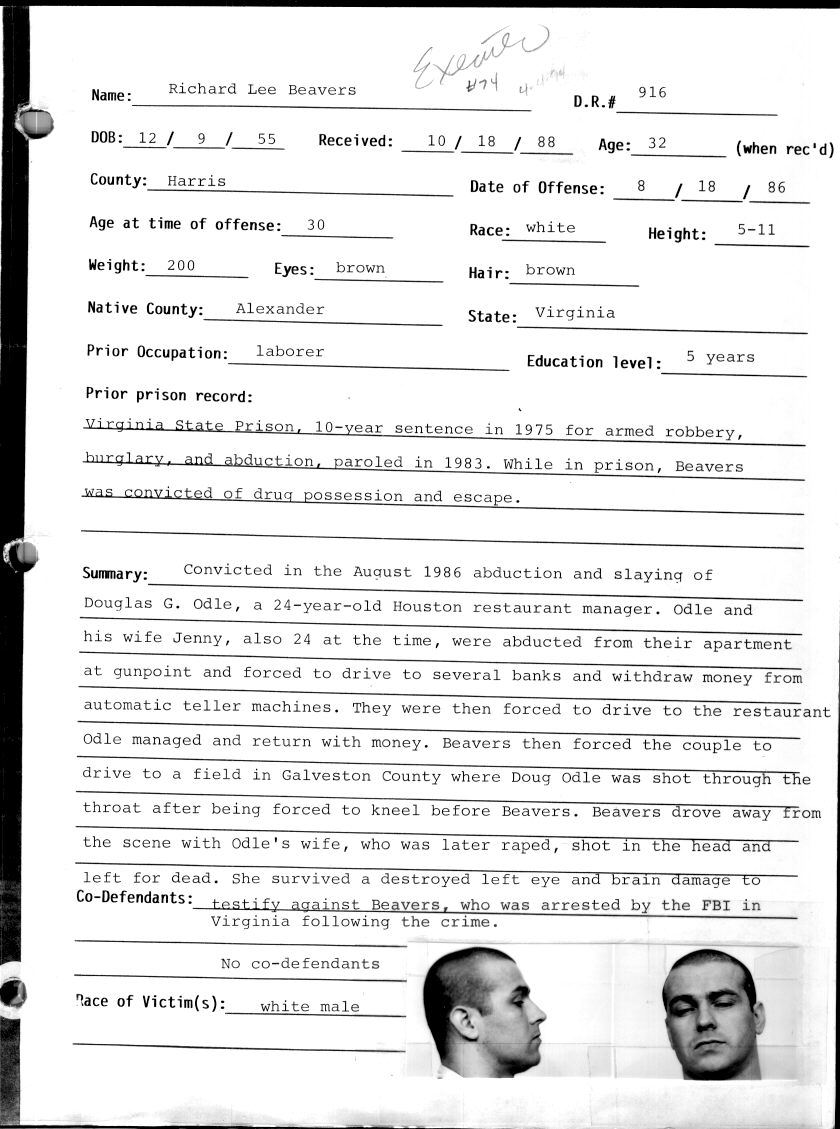 Executed
#74 4-4-94
Name: Richard Lee Beavers D.R.# 916
DOB: 12 / 9 / 55 Received: 10 / 18 / 88 Age: 32 (when rec'd)
County: Harris Date of Offense: 8 / 18 / 86
Age at time of offense: 30 Race: white Height: 5-11
Weight: 200 Eyes: brown Hair: brown
Native County: Alexander State: Virginia
Prior Occupation: laborer Education level: 5 years
Prior prison record:
Virginia State Prison, 10-year sentence in 1975 for armed robbery,
burglary, and abduction, paroled in 1983. While in prison, Beavers
was convicted of drug possession and escape.
Summary: Convicted in the August 1986 abduction and slaying of
Douglas G. Odle, a 24-year-old Houston restaurant manager. Odle and
his wife Jenny, also 24 at the time, were abducted from their apartment
at gunpoint and forced to drive to several banks and withdraw money from
automatic teller machines. They were then forced to drive to the restaurant
Odle managed and return with money. Beavers then forced the couple to
drive to a field in Galveston County where Doug Odle was shot through the
throat after being forced to kneel before Beavers. Beavers drove away from
the scene with Odle's wife, who was later raped, shot in the head and
left for dead. She survived a destroyed left eye and brain damage to
Co-Defendants: testify against Beavers, who was arrested by the FBI in
Virginia following the crime.
No co-defendants
Race of Victim(s): white male